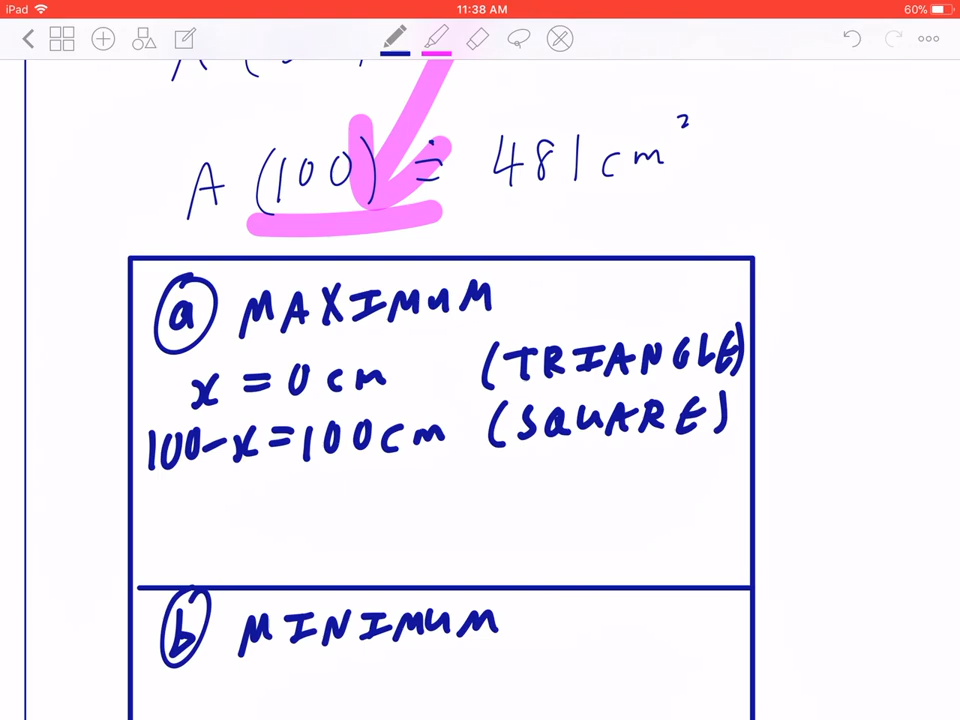 iPad 11:38 AM 60%
A (100) = 481 cm²
ⓐ MAXIMUM
x = 0 cm (TRIANGLE)
100-x = 100 cm (SQUARE)
ⓑ MINIMUM